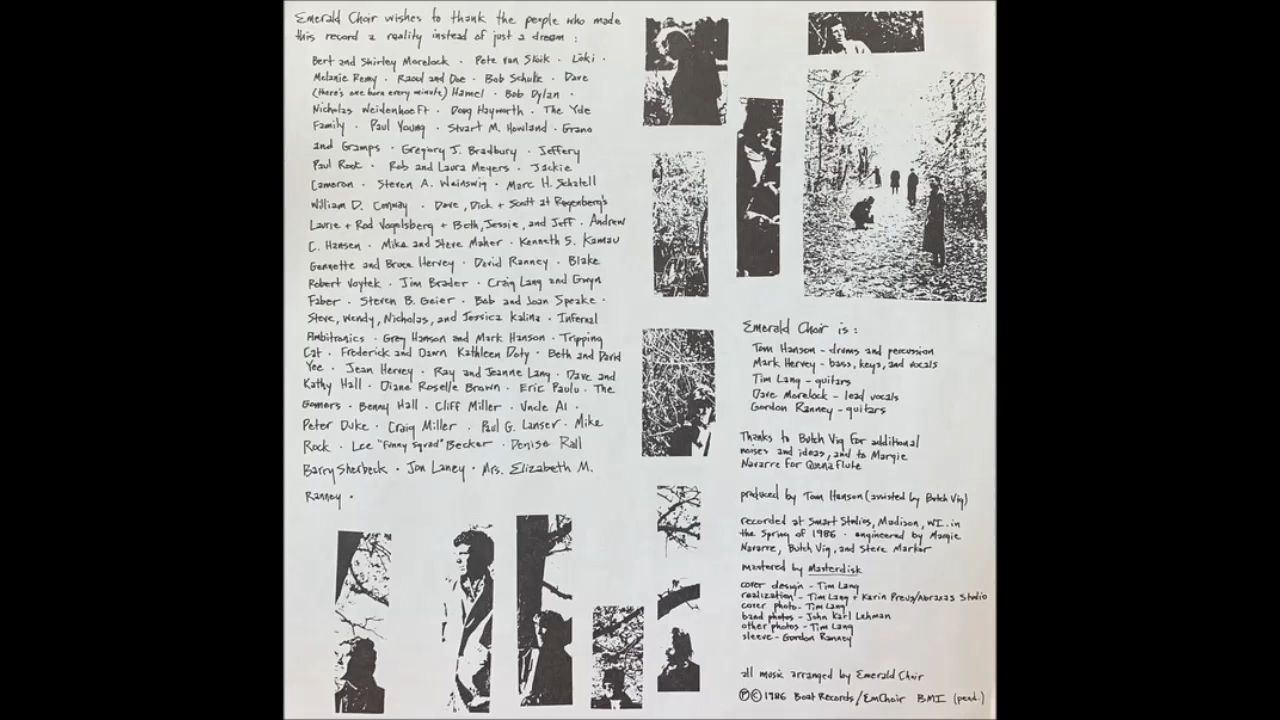 Emerald Choir wishes to thank the people who made
this record a reality instead of just a dream :
Bert and Shirley Morelock · Pete van Sloik · Loki ·
Melanie Remy · Raoul and Doe · Bob Schultz · Dave
(there's one born every minute) Hamel · Bob Dylan ·
Nicholas Weidenhoeft · Doug Hayworth · The Yde
Family · Paul Young · Stuart M. Howland · Grano
and Gramps · Gregory J. Bradbury · Jeffery
Paul Rock · Rob and Laura Meyers · Jackie
Cameron · Steven A. Weinswig · Marc H. Schatell
William D. Conway · Dave, Dick + Scott at Regenberg's
Laurie + Rod Vogelsberg + Beth, Jessie, and Jeff · Andrew
C. Hansen · Mike and Steve Maher · Kenneth S. Kamau
Gennette and Bruce Hervey · David Ranney · Blake
Robert Voytek · Jim Brader · Craig Lang and Gwyn
Faber · Steven B. Geier · Bob and Joan Speake ·
Steve, Wendy, Nicholas, and Jessica Kalina · Infernal
Ambitronics · Greg Hanson and Mark Hanson · Tripping
Cat · Frederick and Dawn Kathleen Doty · Beth and David
Yee · Jean Hervey · Ray and Jeanne Lang · Dave and
Kathy Hall · Diane Roselle Brown · Eric Paulu · The
Gomers · Benny Hall · Cliff Miller · Uncle Al ·
Peter Duke · Craig Miller · Paul G. Lanser · Mike
Rock · Lee "funny squad" Becker · Denise Rall
Barry Sherbeck · Jon Laney · Mrs. Elizabeth M.
Ranney ·
Emerald Choir is :
Tom Hanson - drums and percussion
Mark Hervey - bass, keys, and vocals
Tim Lang - guitars
Dave Morelock - lead vocals
Gordon Ranney - guitars
Thanks to Butch Vig for additional
noises and ideas, and to Margie
Navarre for Quena flute
produced by Tom Hanson (assisted by Butch Vig)
recorded at Smart Studios, Madison, WI. in
the Spring of 1986 · engineered by Margie
Navarre, Butch Vig, and Steve Marker
mastered by Masterdisk
cover design - Tim Lang
realization - Tim Lang + Karin Preus/Abraxas Studio
cover photo - Tim Lang
band photos - John Karl Lehman
other photos - Tim Lang
sleeve - Gordon Ranney
all music arranged by Emerald Choir
Ⓟ © 1986 Boat Records/EmChoir BMI (pend.)